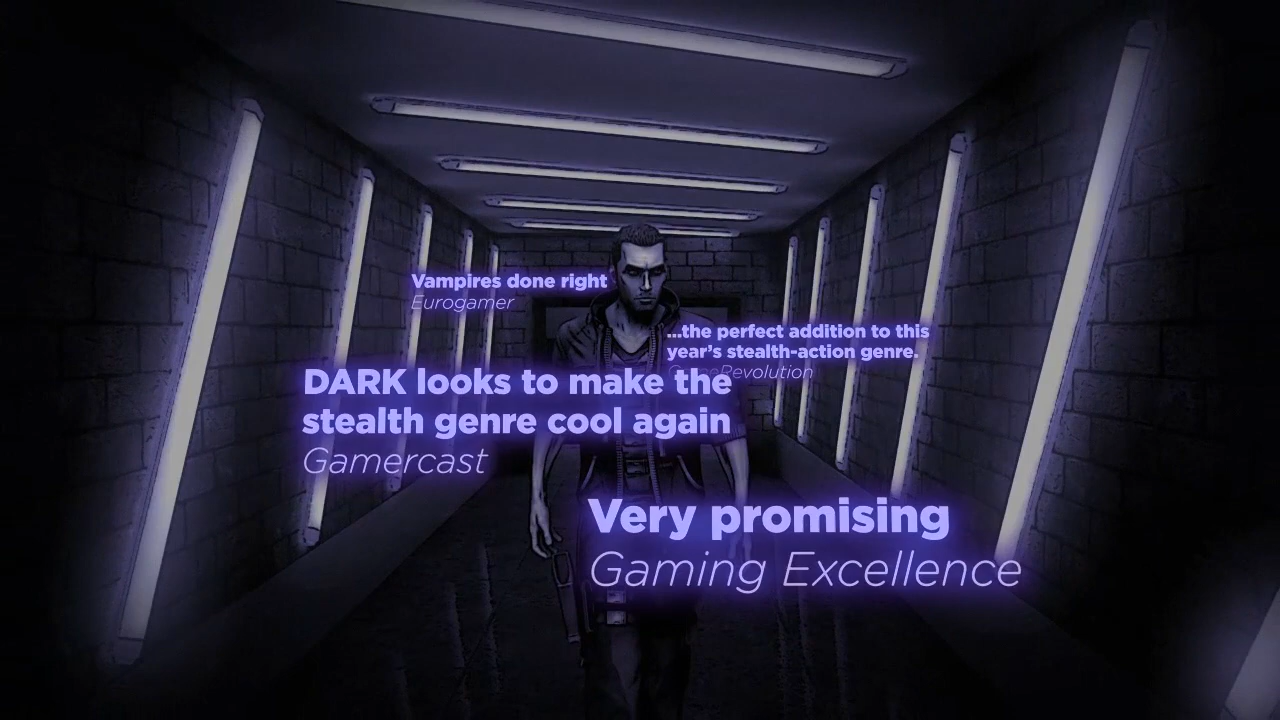 Vampires done right
Eurogamer
...the perfect addition to this
year's stealth-action genre.
GameRevolution
DARK looks to make the
stealth genre cool again
Gamercast
Very promising
Gaming Excellence